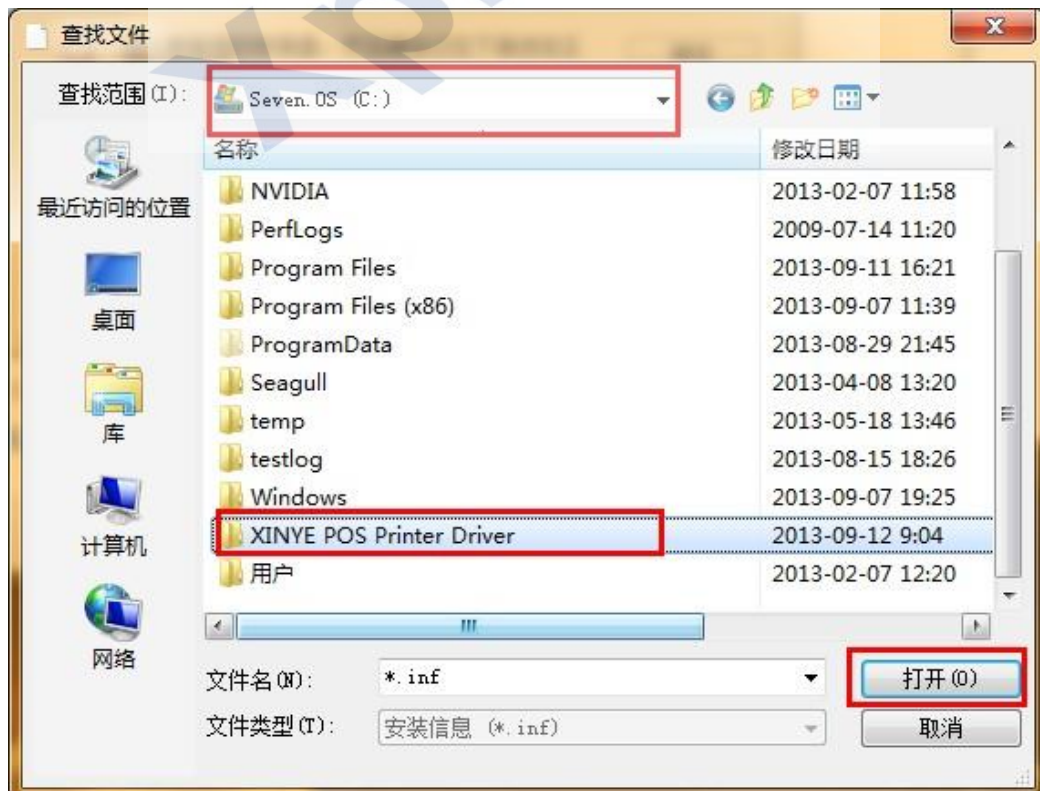 查找文件
查找范围(I):
Seven.OS (C:)
名称 修改日期
NVIDIA 2013-02-07 11:58
PerfLogs 2009-07-14 11:20
Program Files 2013-09-11 16:21
Program Files (x86) 2013-09-07 11:39
ProgramData 2013-08-29 21:45
Seagull 2013-04-08 13:20
temp 2013-05-18 13:46
testlog 2013-08-15 18:26
Windows 2013-09-07 19:25
XINYE POS Printer Driver 2013-09-12 9:04
用户 2013-02-07 12:20
最近访问的位置
桌面
库
计算机
网络
文件名(N): *.inf 打开(O)
文件类型(T): 安装信息 (*.inf) 取消